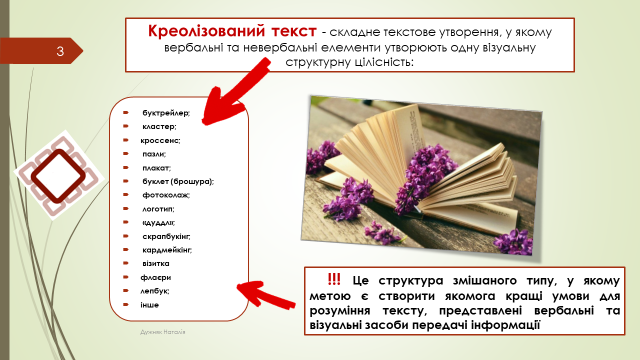 3
Креолізований текст - складне текстове утворення, у якому
вербальні та невербальні елементи утворюють одну візуальну
структурну цілісність:
буктрейлер;
кластер;
кроссенс;
пазли;
плакат;
буклет (брошура);
фотоколаж;
логотип;
«дудли;
скрапбукінг;
кардмейкінг;
візитка
флаєри
лепбук;
інше
!!! Це структура змішаного типу, у якому
метою є створити якомога кращі умови для
розуміння тексту, представлені вербальні та
візуальні засоби передачі інформації
Наталія